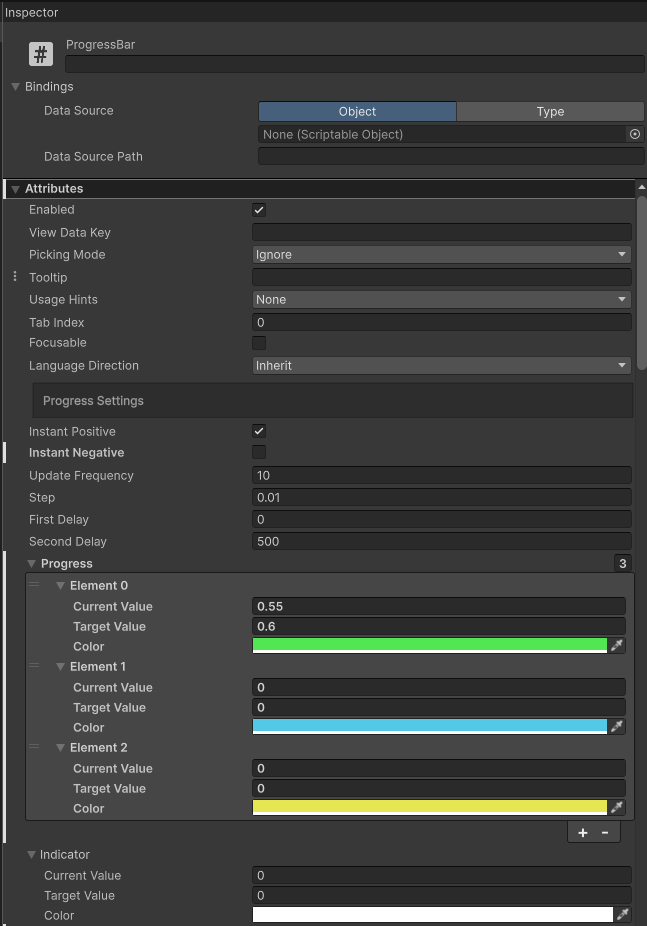 Inspector
# ProgressBar
Bindings
Data Source Object Type
None (Scriptable Object)
Data Source Path
Attributes
Enabled
View Data Key
Picking Mode Ignore
Tooltip
Usage Hints None
Tab Index 0
Focusable
Language Direction Inherit
Progress Settings
Instant Positive
Instant Negative
Update Frequency 10
Step 0.01
First Delay 0
Second Delay 500
Progress 3
Element 0
Current Value 0.55
Target Value 0.6
Color
Element 1
Current Value 0
Target Value 0
Color
Element 2
Current Value 0
Target Value 0
Color
+ -
Indicator
Current Value 0
Target Value 0
Color